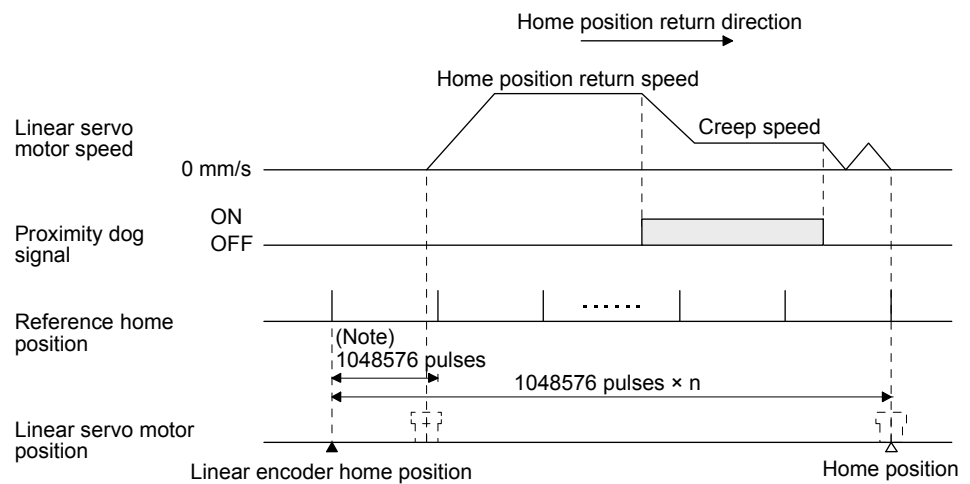 Home position return direction
Home position return speed
Linear servo
motor speed
Creep speed
0 mm/s
ON
OFF
Proximity dog
signal
Reference home
position
(Note)
1048576 pulses
1048576 pulses × n
Linear servo motor
position
Linear encoder home position
Home position